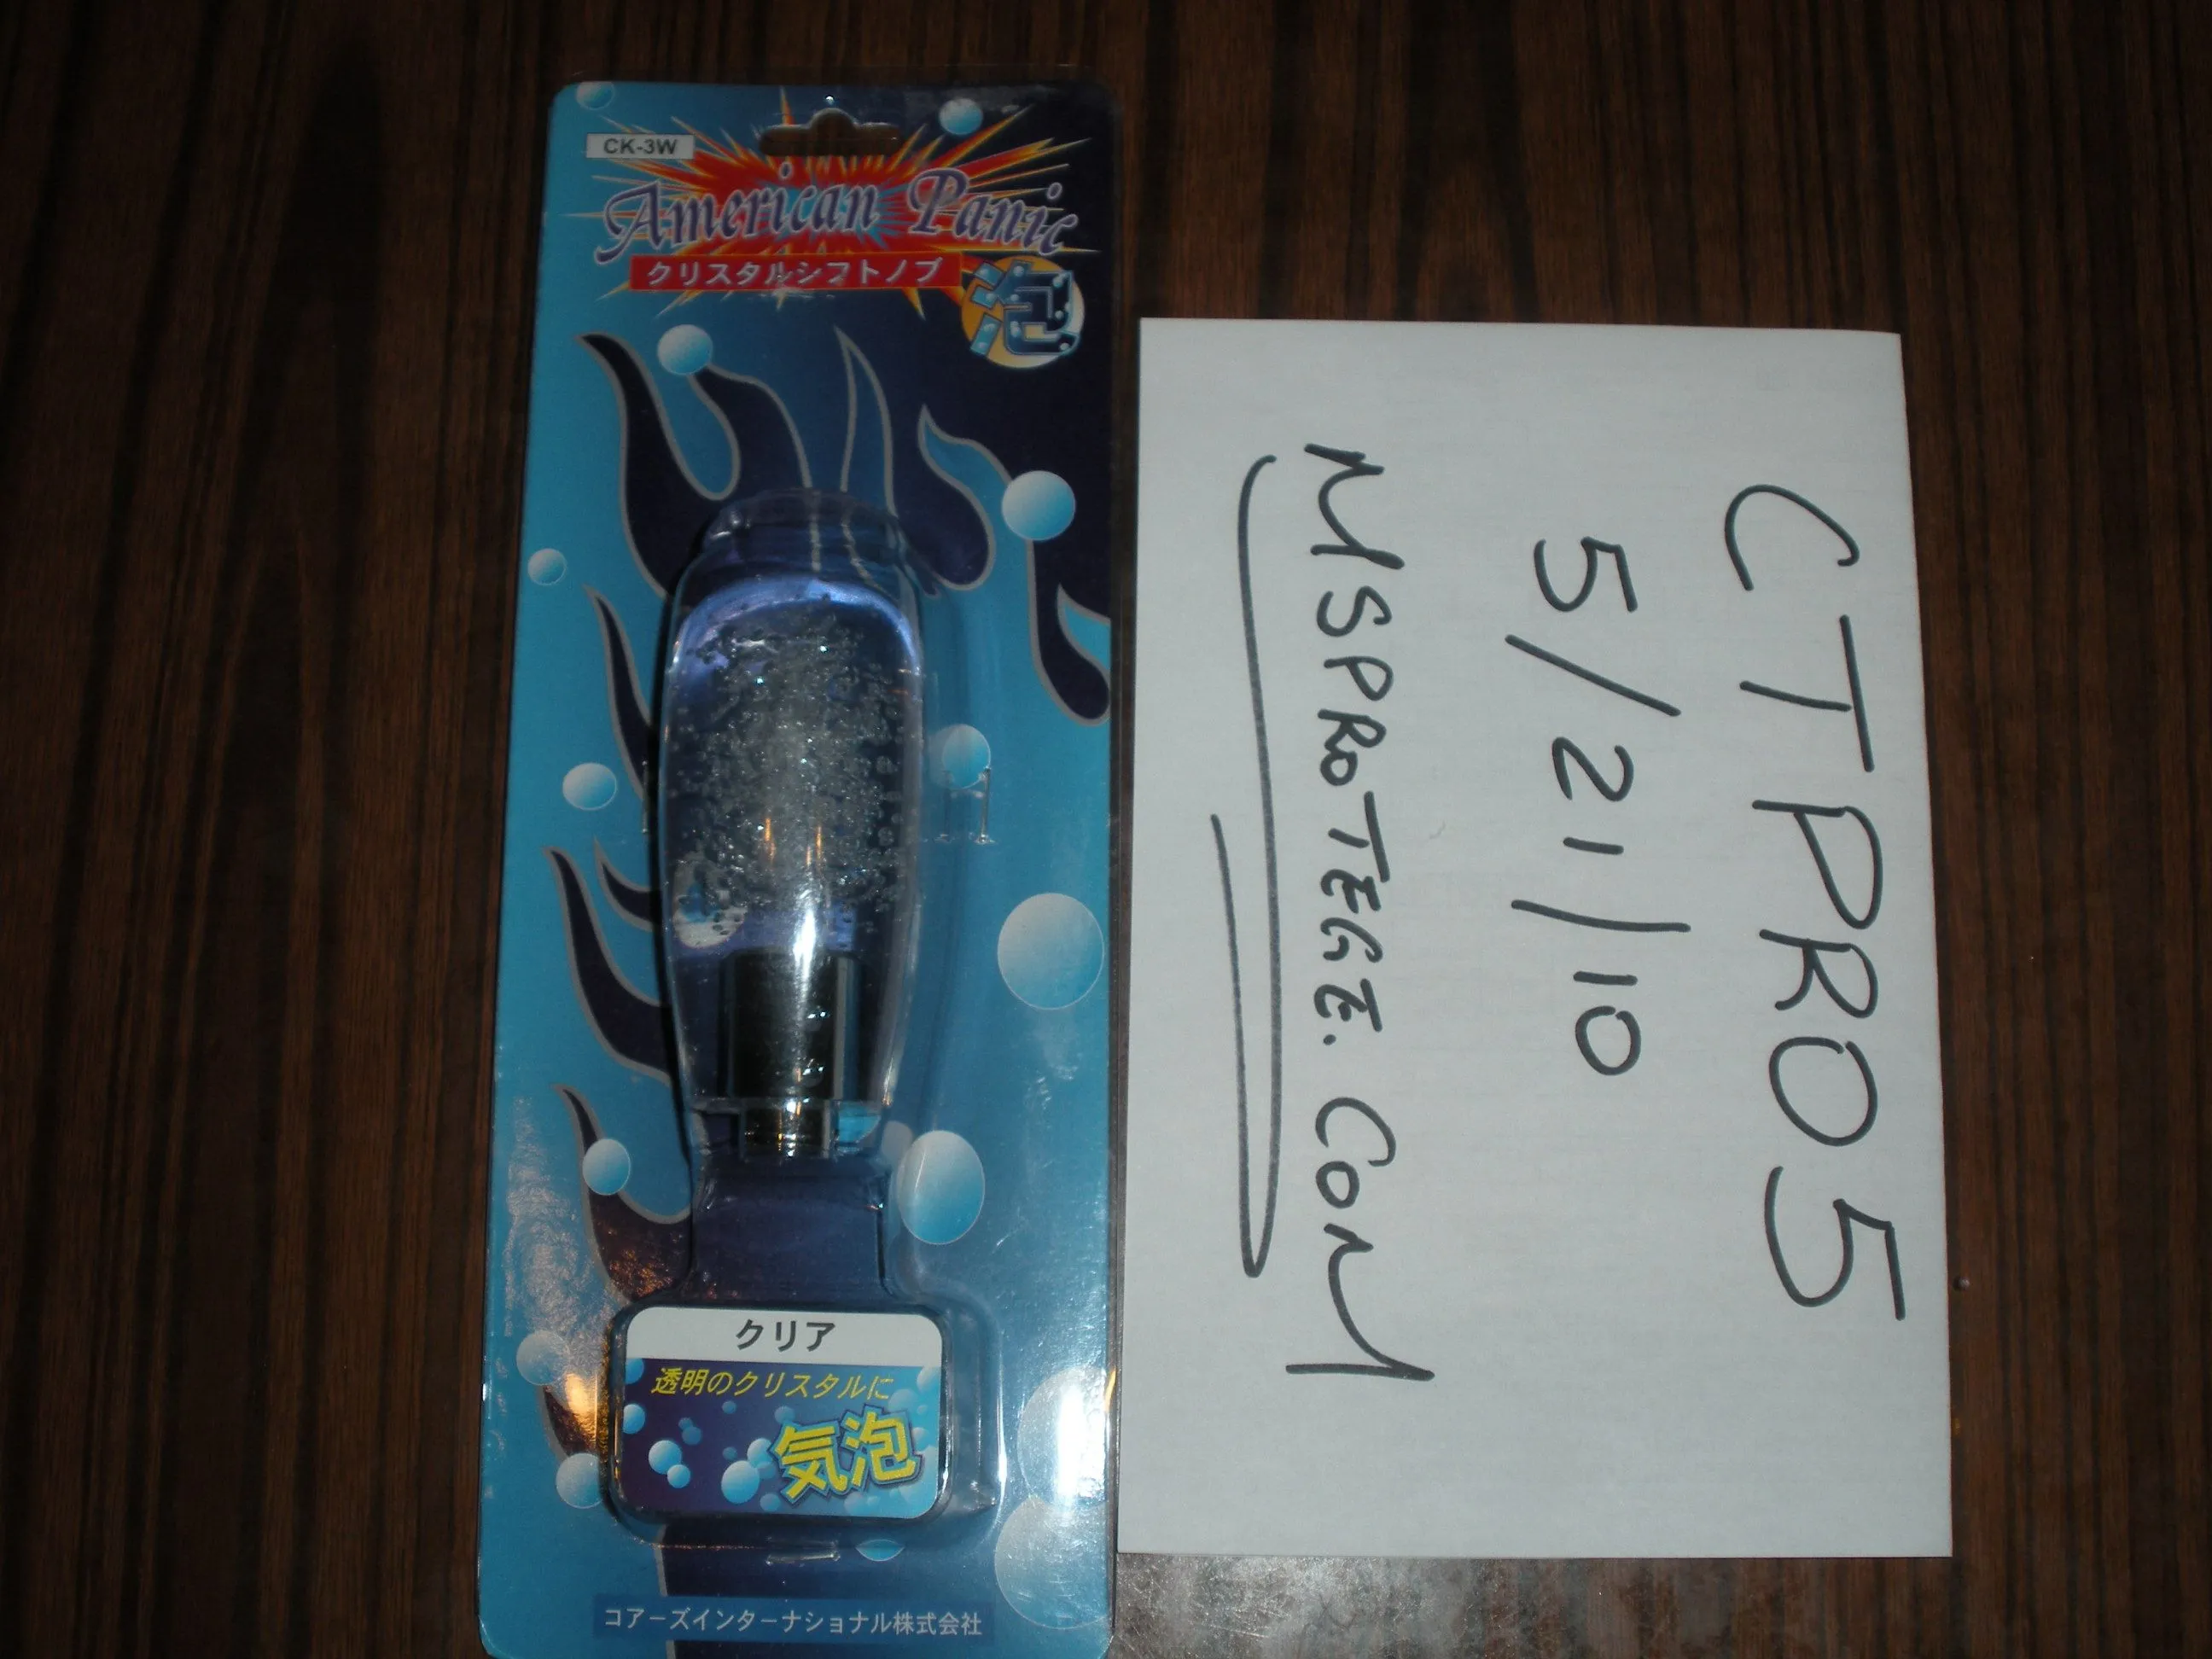 CK-3W
American Panic
クリスタルシフトノブ
泡
クリア
透明のクリスタルに
気泡
コアーズインターナショナル株式会社
CTPRO5
5/21/10
MSPROTEGE.COM